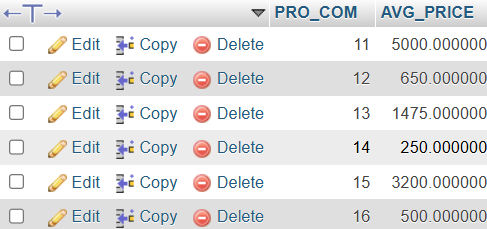 PRO_COM AVG_PRICE
Edit Copy Delete 11 5000.000000
Edit Copy Delete 12 650.000000
Edit Copy Delete 13 1475.000000
Edit Copy Delete 14 250.000000
Edit Copy Delete 15 3200.000000
Edit Copy Delete 16 500.000000